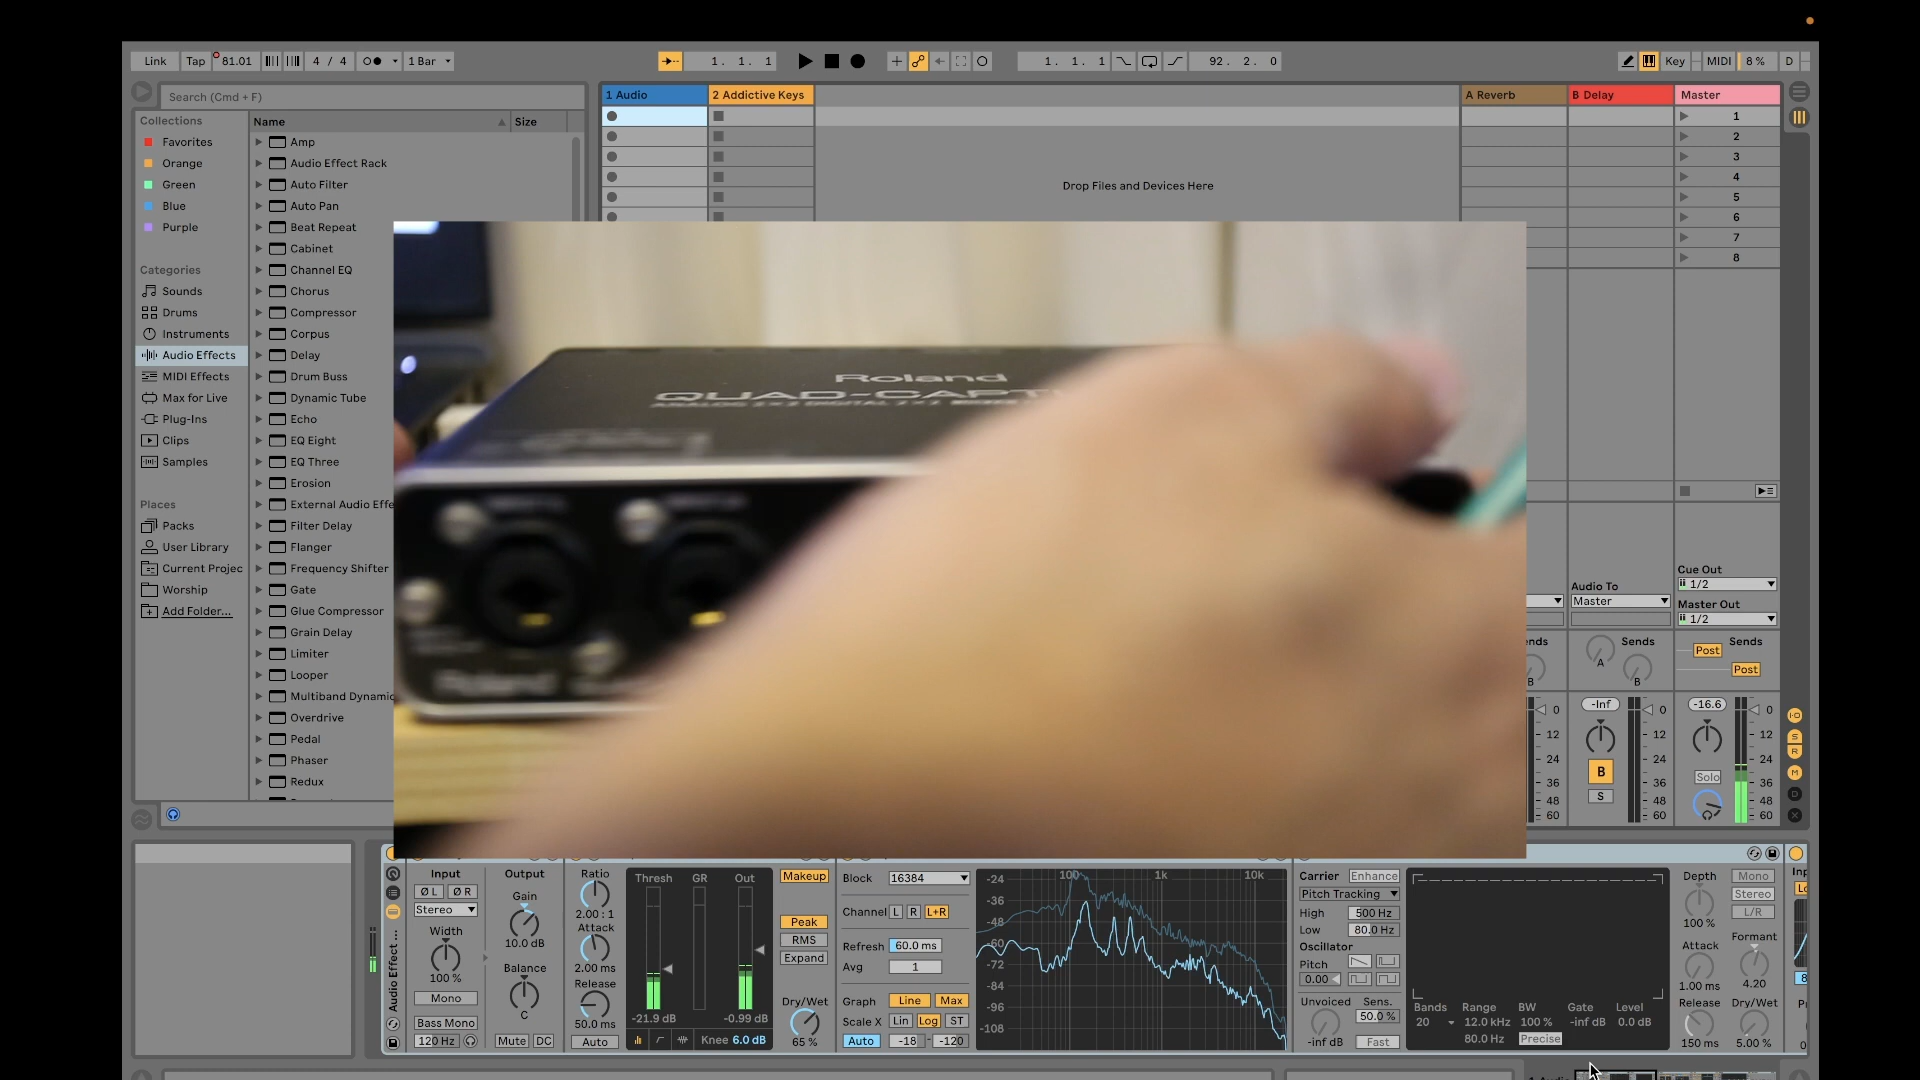 Link Tap 81.01 4 / 4 1 Bar 1. 1. 1 1. 1. 1 92. 2. 0 Key MIDI 8 % D
Search (Cmd + F)
Collections
Favorites
Orange
Green
Blue
Purple
Categories
Sounds
Drums
Instruments
Audio Effects
MIDI Effects
Max for Live
Plug-Ins
Clips
Samples
Places
Packs
User Library
Current Projec
Worship
Add Folder...
Name Size
Amp
Audio Effect Rack
Auto Filter
Auto Pan
Beat Repeat
Cabinet
Channel EQ
Chorus
Compressor
Corpus
Delay
Drum Buss
Dynamic Tube
Echo
EQ Eight
EQ Three
Erosion
External Audio Effe
Filter Delay
Flanger
Frequency Shifter
Gate
Glue Compressor
Grain Delay
Limiter
Looper
Multiband Dynamic
Overdrive
Pedal
Phaser
Redux
1 Audio 2 Addictive Keys A Reverb B Delay Master
1
2
3
4
5
6
7
8
Drop Files and Devices Here
Roland
QUAD-CAPT
Roland
Cue Out
1/2
Audio To
Master
Master Out
1/2
ends Sends Sends
A B B
Post
Post
-Inf -16.6
0 0 0
12 12 12
24 24 24
36 36 36
48 48 48
60 60 60
B
S
Solo
Audio Effect ...
Input
Ø L Ø R
Stereo
Width
100 %
Mono
Bass Mono
120 Hz
Output
Gain
10.0 dB
Balance
C
Mute DC
Ratio
2.00 : 1
Attack
2.00 ms
Release
50.0 ms
Auto
Thresh GR Out
-21.9 dB -0.99 dB
Knee 6.0 dB
Makeup
Peak
RMS
Expand
Dry/Wet
65 %
Block 16384
Channel L R L+R
Refresh 60.0 ms
Avg 1
Graph Line Max
Scale X Lin Log ST
Auto -18 -120
100 1k 10k
-24
-36
-48
-60
-72
-84
-96
-108
Carrier Enhance
Pitch Tracking
High 500 Hz
Low 80.0 Hz
Oscillator
Pitch
0.00
Unvoiced Sens.
50.0 %
-inf dB Fast
Bands Range BW Gate Level
20 12.0 kHz 100 % -inf dB 0.0 dB
80.0 Hz Precise
Depth
100 %
Attack
1.00 ms
Release
150 ms
Mono
Stereo
L/R
Formant
4.20
Dry/Wet
5.00 %